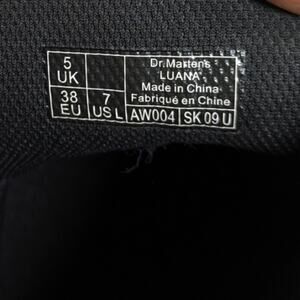 5
UK
38
EU
7
US L
Dr.Martens
LUANA
Made in China
Fabriqué en Chine
AW004
SK 09 U